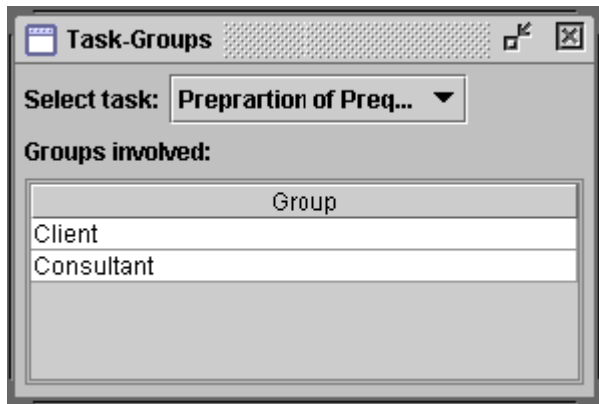 Task-Groups
Select task: Preprartion of Preq...
Groups involved:
Group
Client
Consultant